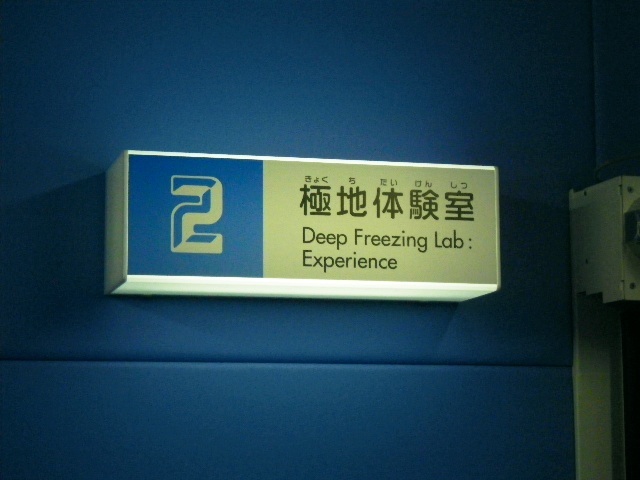 2
きょく ち たい けん しつ
極地体験室
Deep Freezing Lab :
Experience